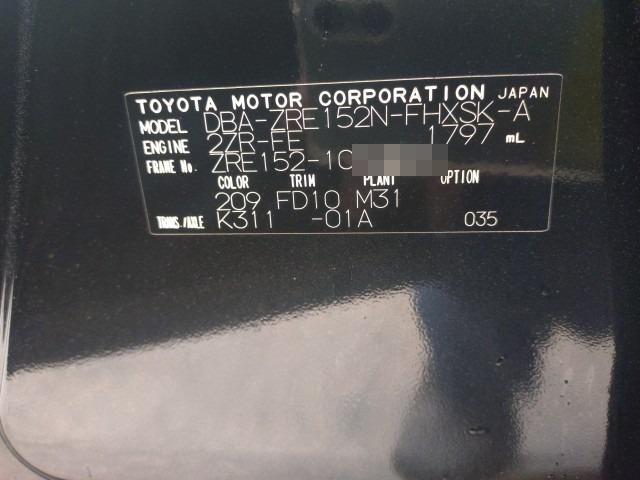 TOYOTA MOTOR CORPORATION JAPAN
MODEL DBA-ZRE152N-FHXSK-A
ENGINE 2ZR-FE 1797 mL
FRAME No. ZRE152-10
COLOR TRIM PLANT OPTION
209 FD10 M31
TRANS./AXLE K311 -01A 035